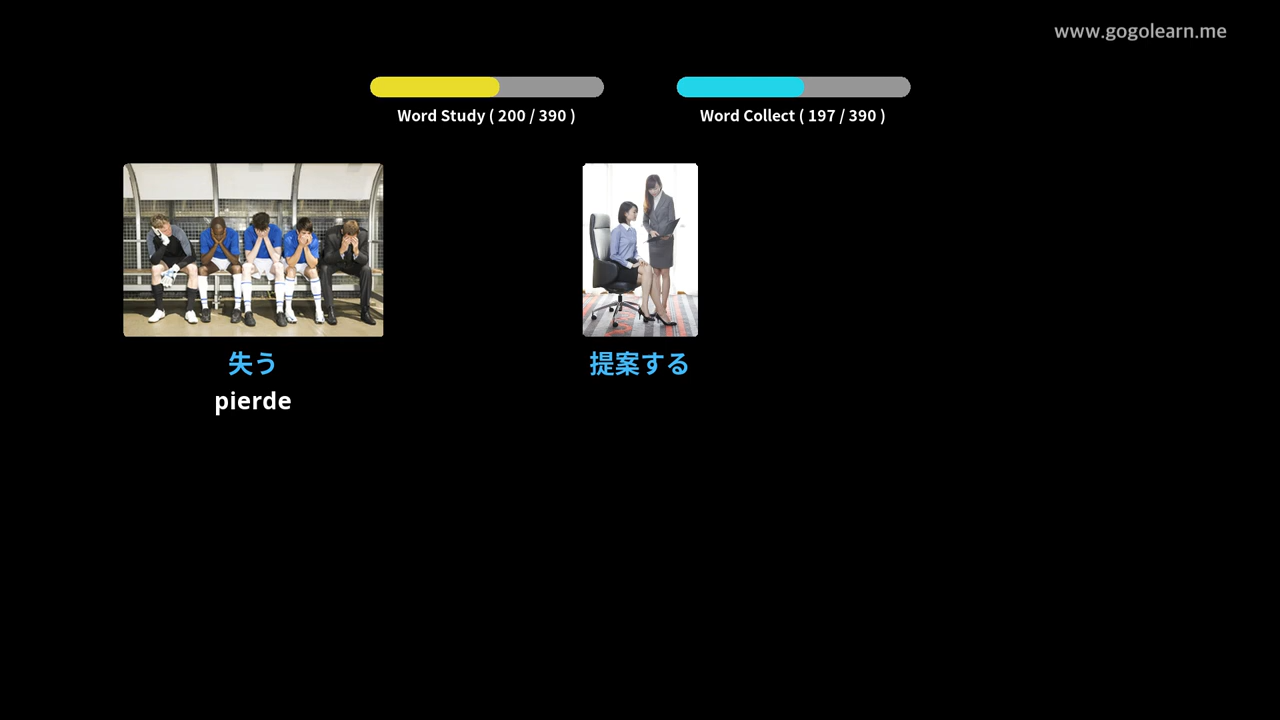 www.gogolearn.me
Word Study ( 200 / 390 )
Word Collect ( 197 / 390 )
失う
pierde
提案する